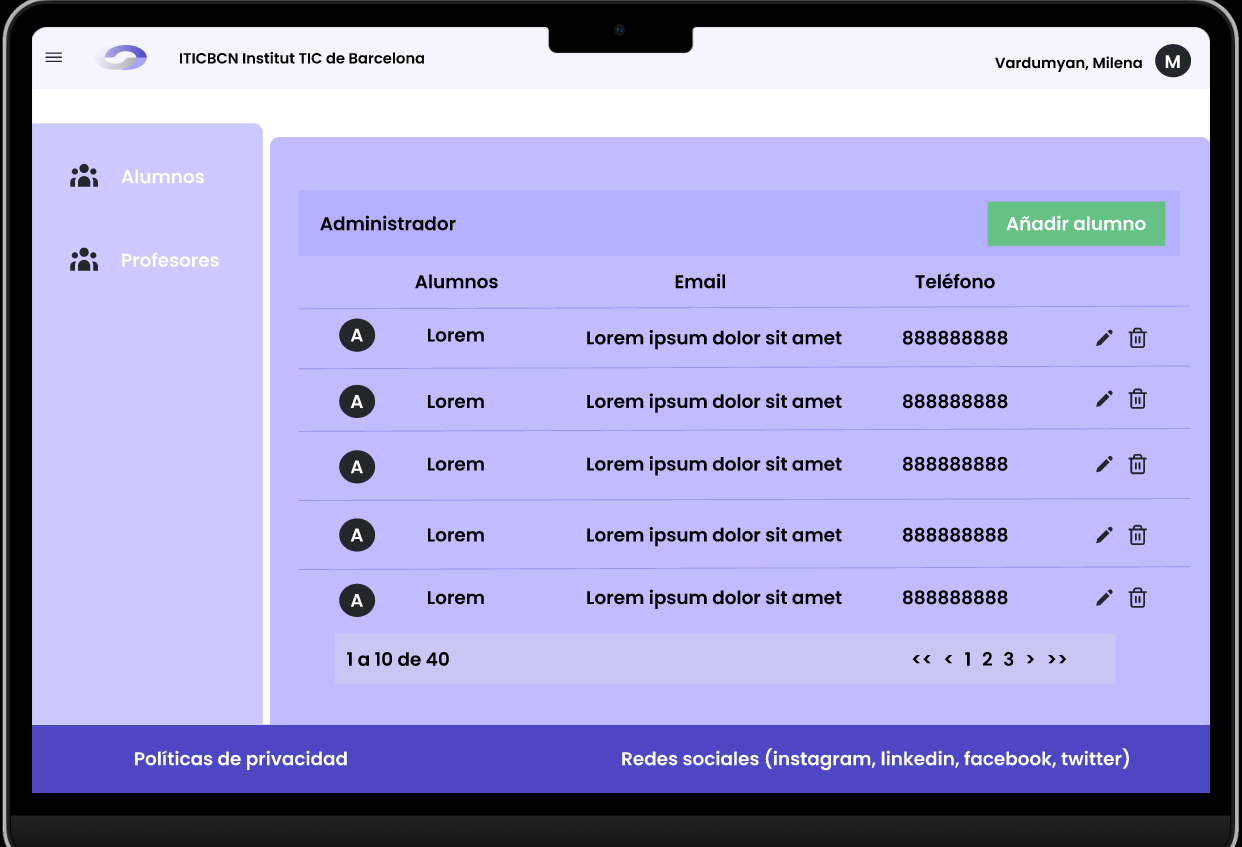 ITICBCN Institut TIC de Barcelona
Vardumyan, Milena M
Alumnos
Profesores
Administrador
Añadir alumno
Alumnos Email Teléfono
A Lorem Lorem ipsum dolor sit amet 888888888
A Lorem Lorem ipsum dolor sit amet 888888888
A Lorem Lorem ipsum dolor sit amet 888888888
A Lorem Lorem ipsum dolor sit amet 888888888
A Lorem Lorem ipsum dolor sit amet 888888888
1 a 10 de 40 << < 1 2 3 > >>
Políticas de privacidad
Redes sociales (instagram, linkedin, facebook, twitter)